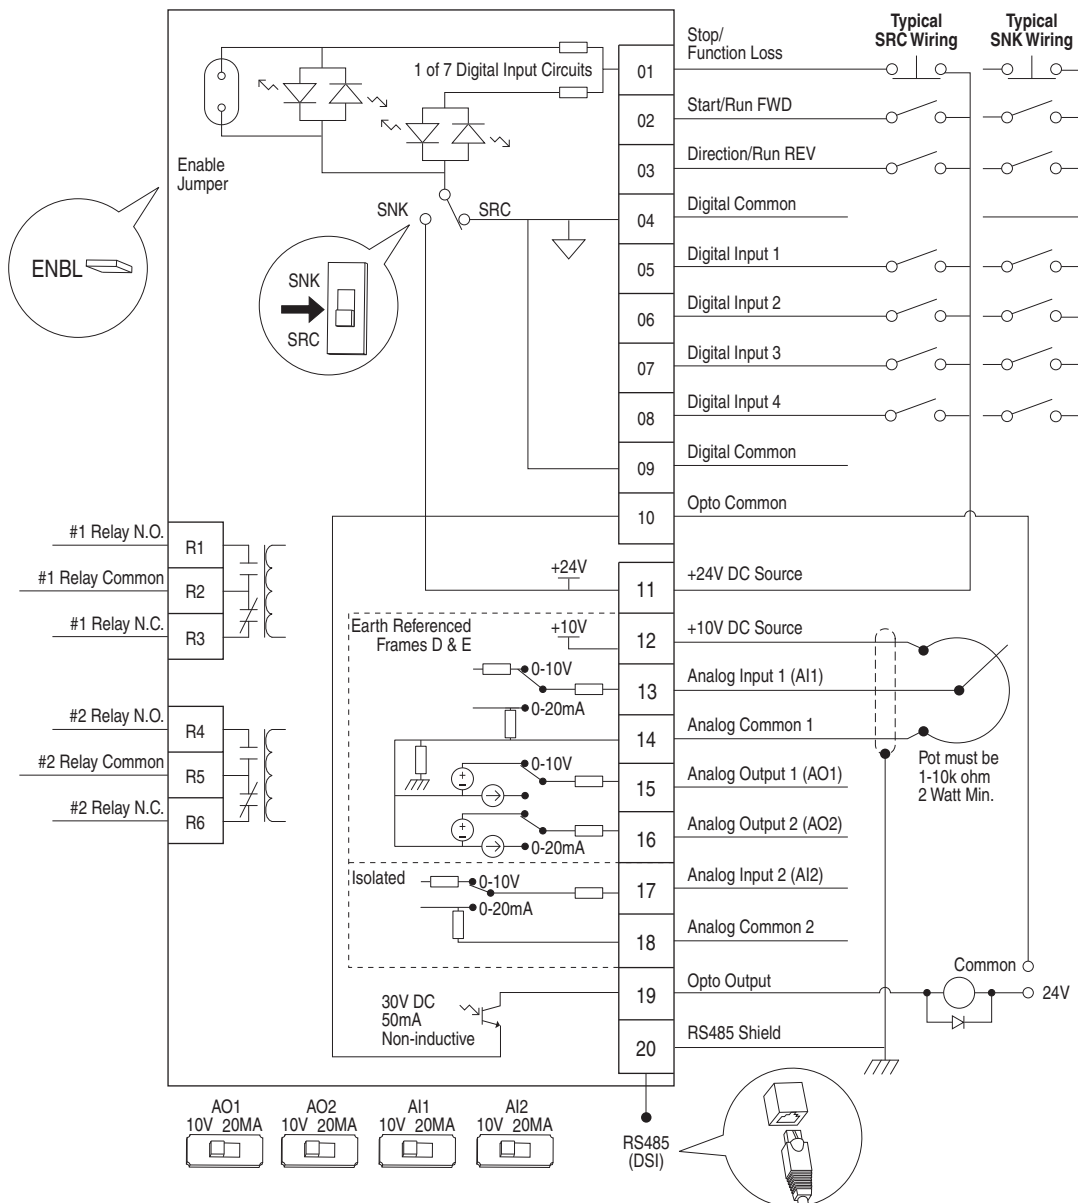 Typical
SRC Wiring
Typical
SNK Wiring
Stop/
Function Loss
1 of 7 Digital Input Circuits
01
Start/Run FWD
02
Direction/Run REV
03
Enable
Jumper
Digital Common
04
SNK
SRC
ENBL
SNK
SRC
Digital Input 1
05
Digital Input 2
06
Digital Input 3
07
Digital Input 4
08
Digital Common
09
Opto Common
10
#1 Relay N.O.
R1
#1 Relay Common
R2
#1 Relay N.C.
R3
+24V
11
+24V DC Source
Earth Referenced
Frames D & E
+10V
12
+10V DC Source
0-10V
13
Analog Input 1 (AI1)
0-20mA
14
Analog Common 1
#2 Relay N.O.
R4
#2 Relay Common
R5
#2 Relay N.C.
R6
Pot must be
1-10k ohm
2 Watt Min.
0-10V
15
Analog Output 1 (AO1)
16
Analog Output 2 (AO2)
0-20mA
Isolated
0-10V
17
Analog Input 2 (AI2)
0-20mA
18
Analog Common 2
Common
24V
30V DC
50mA
Non-inductive
19
Opto Output
20
RS485 Shield
AO1
10V 20MA
AO2
10V 20MA
AI1
10V 20MA
AI2
10V 20MA
RS485
(DSI)